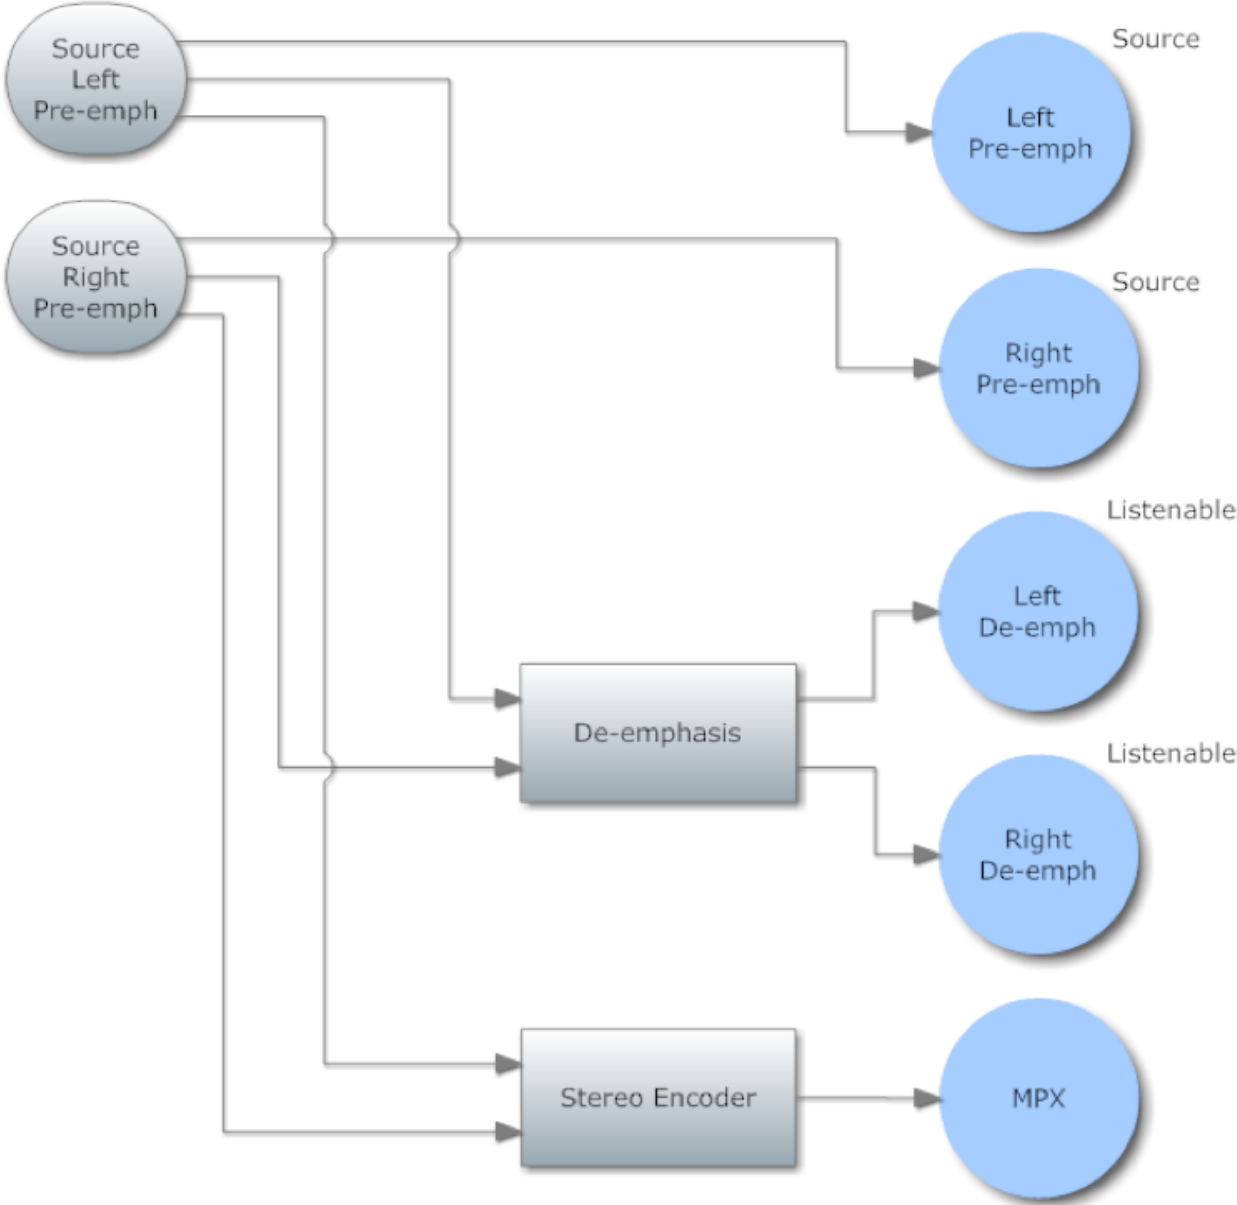 Source
Left
Pre-emph
Source
Right
Pre-emph
Source
Left
Pre-emph
Source
Right
Pre-emph
Listenable
Left
De-emph
De-emphasis
Listenable
Right
De-emph
Stereo Encoder
MPX